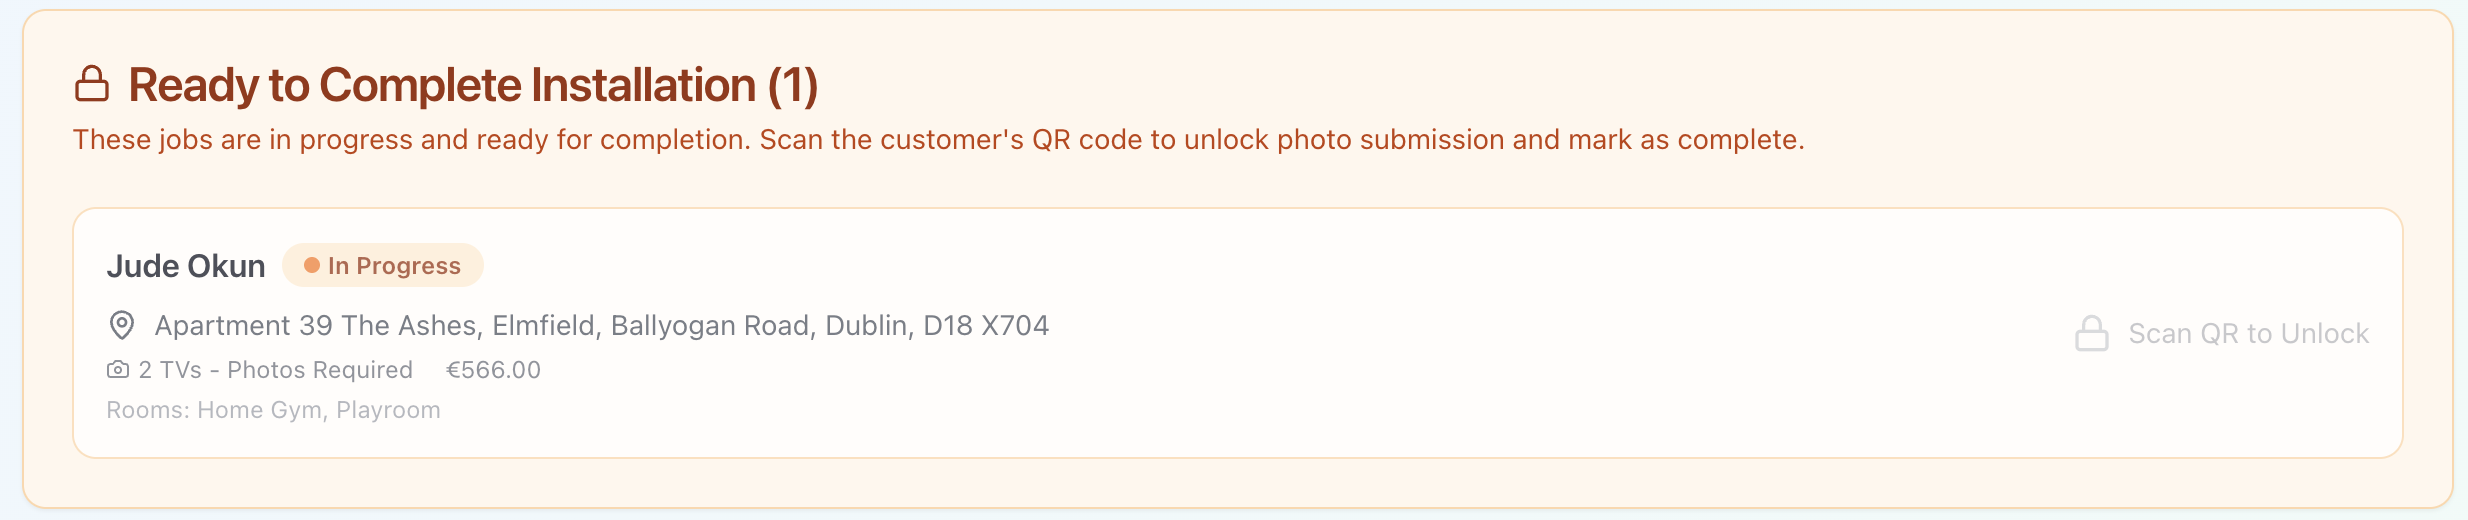 Ready to Complete Installation (1)
These jobs are in progress and ready for completion. Scan the customer's QR code to unlock photo submission and mark as complete.
Jude Okun
In Progress
Apartment 39 The Ashes, Elmfield, Ballyogan Road, Dublin, D18 X704
2 TVs - Photos Required €566.00
Rooms: Home Gym, Playroom
Scan QR to Unlock